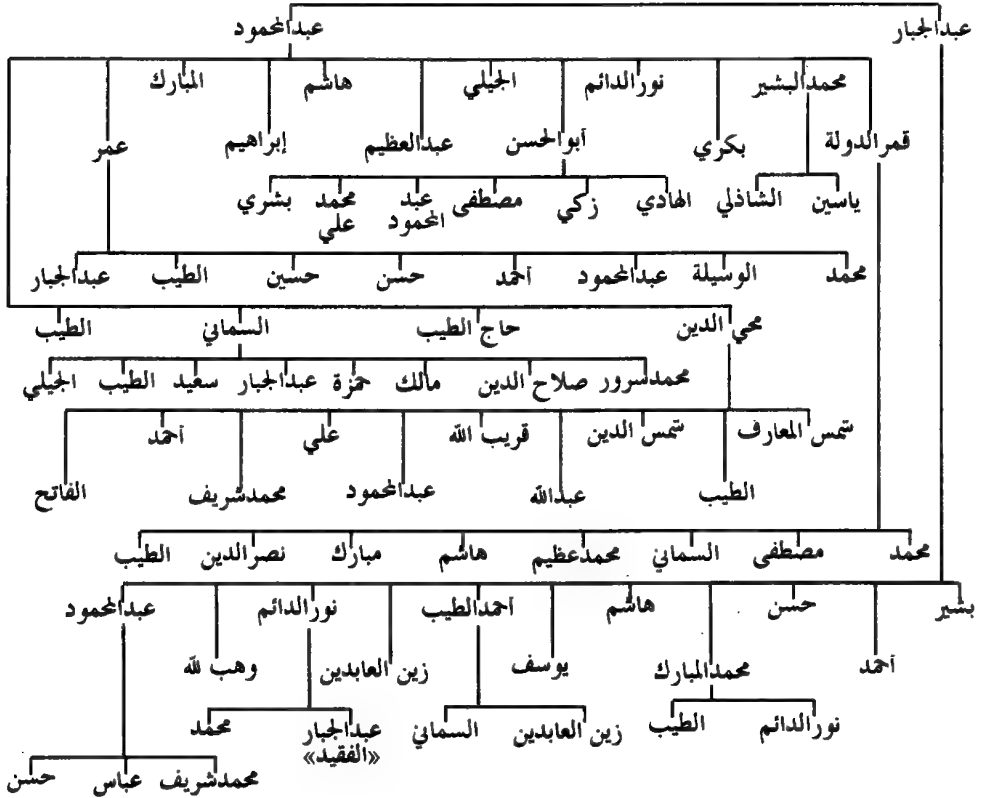 عبدالجبار عبدالمحمود
محمدالبشير نورالدائم الجيلي هاشم المبارك
قمرالدولة بكري أبوالحسن عبدالعظيم إبراهيم عمر
ياسين الشاذلي الهادي زكي مصطفى عبد محمد بشري
المحمود علي
محمد الوسيلة عبدالمحمود أحمد حسن حسين الطيب عبدالجبار
محي الدين حاج الطيب السماني الطيب
محمدسرور صلاح الدين مالك حمزة عبدالجبار سعيد الطيب الجيلي
شمس المعارف شمس الدين قريب الله علي أحمد
الطيب عبدالله عبدالمحمود محمدشريف الفاتح
محمد مصطفى السماني محمدعظيم هاشم مبارك نصرالدين الطيب
بشير حسن هاشم أحمدالطيب نورالدائم عبدالمحمود
أحمد محمدالمبارك يوسف زين العابدين وهب لله
نورالدائم الطيب زين العابدين السماني عبدالجبار محمد
«الفقيد»
محمدشريف عباس حسن